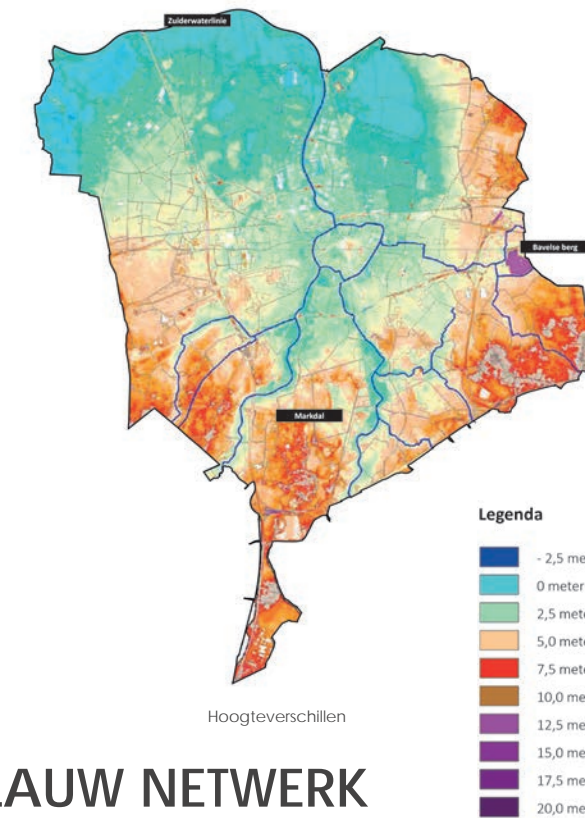 Zuiderwaterlinie
Bavelse berg
Markdal
Legenda
- 2,5 me
0 meter
2,5 mete
5,0 mete
7,5 mete
10,0 me
12,5 me
15,0 me
17,5 me
20,0 me
Hoogteverschillen
LAUW NETWERK